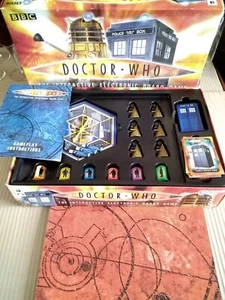 BBC
POLICE BOX
DOCTOR • WHO
THE INTERACTIVE ELECTRONIC BOARD GAME
GAMEPLAY
INSTRUCTIONS
DOCTOR • WHO
THE INTERACTIVE ELECTRONIC BOARD GAME